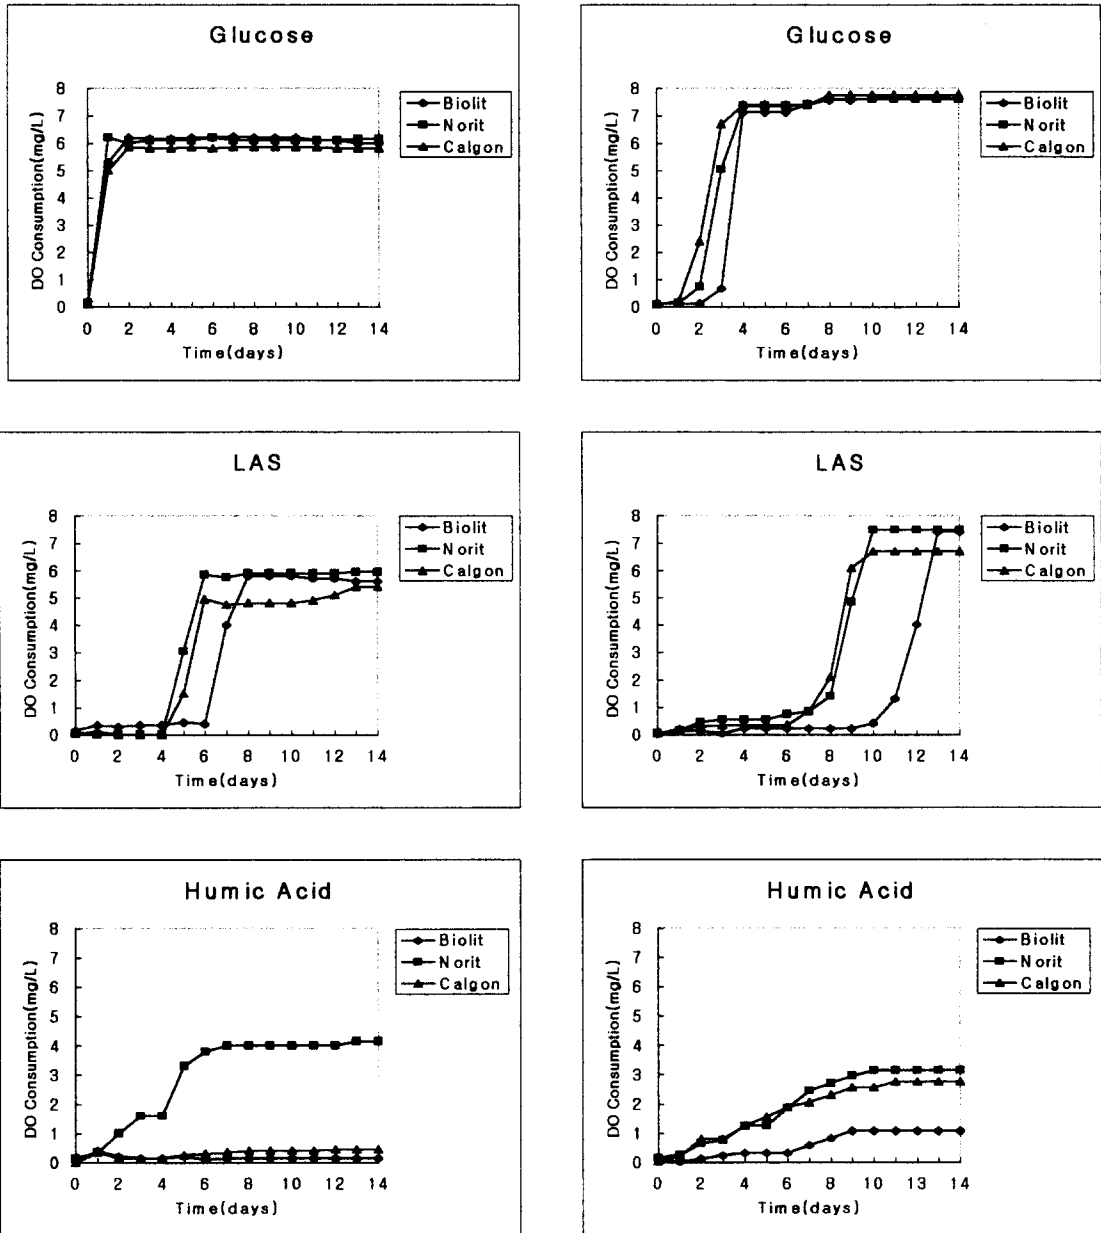 Glucose
DO Consumption(mg/L)
8
7
6
5
4
3
2
1
0
0 2 4 6 8 10 12 14
Time(days)
Biolit
Norit
Calgon
Glucose
DO Consumption(mg/L)
8
7
6
5
4
3
2
1
0
0 2 4 6 8 10 11 13 14
Time(days)
Biolit
Norit
Calgon
LAS
DO Consumption(mg/L)
8
7
6
5
4
3
2
1
0
0 2 4 6 8 10 12 14
Time(days)
Biolit
Norit
Calgon
LAS
DO Consumption(mg/L)
8
7
6
5
4
3
2
1
0
0 2 4 6 8 10 12 14
Time(days)
Biolit
Norit
Calgon
Humic Acid
DO Consumption(mg/L)
8
7
6
5
4
3
2
1
0
0 2 4 6 8 10 12 14
Time(days)
Biolit
Norit
Calgon
Humic Acid
DO Consumption(mg/L)
8
7
6
5
4
3
2
1
0
0 2 4 6 8 10 13 14
Time(days)
Biolit
Norit
Calgon